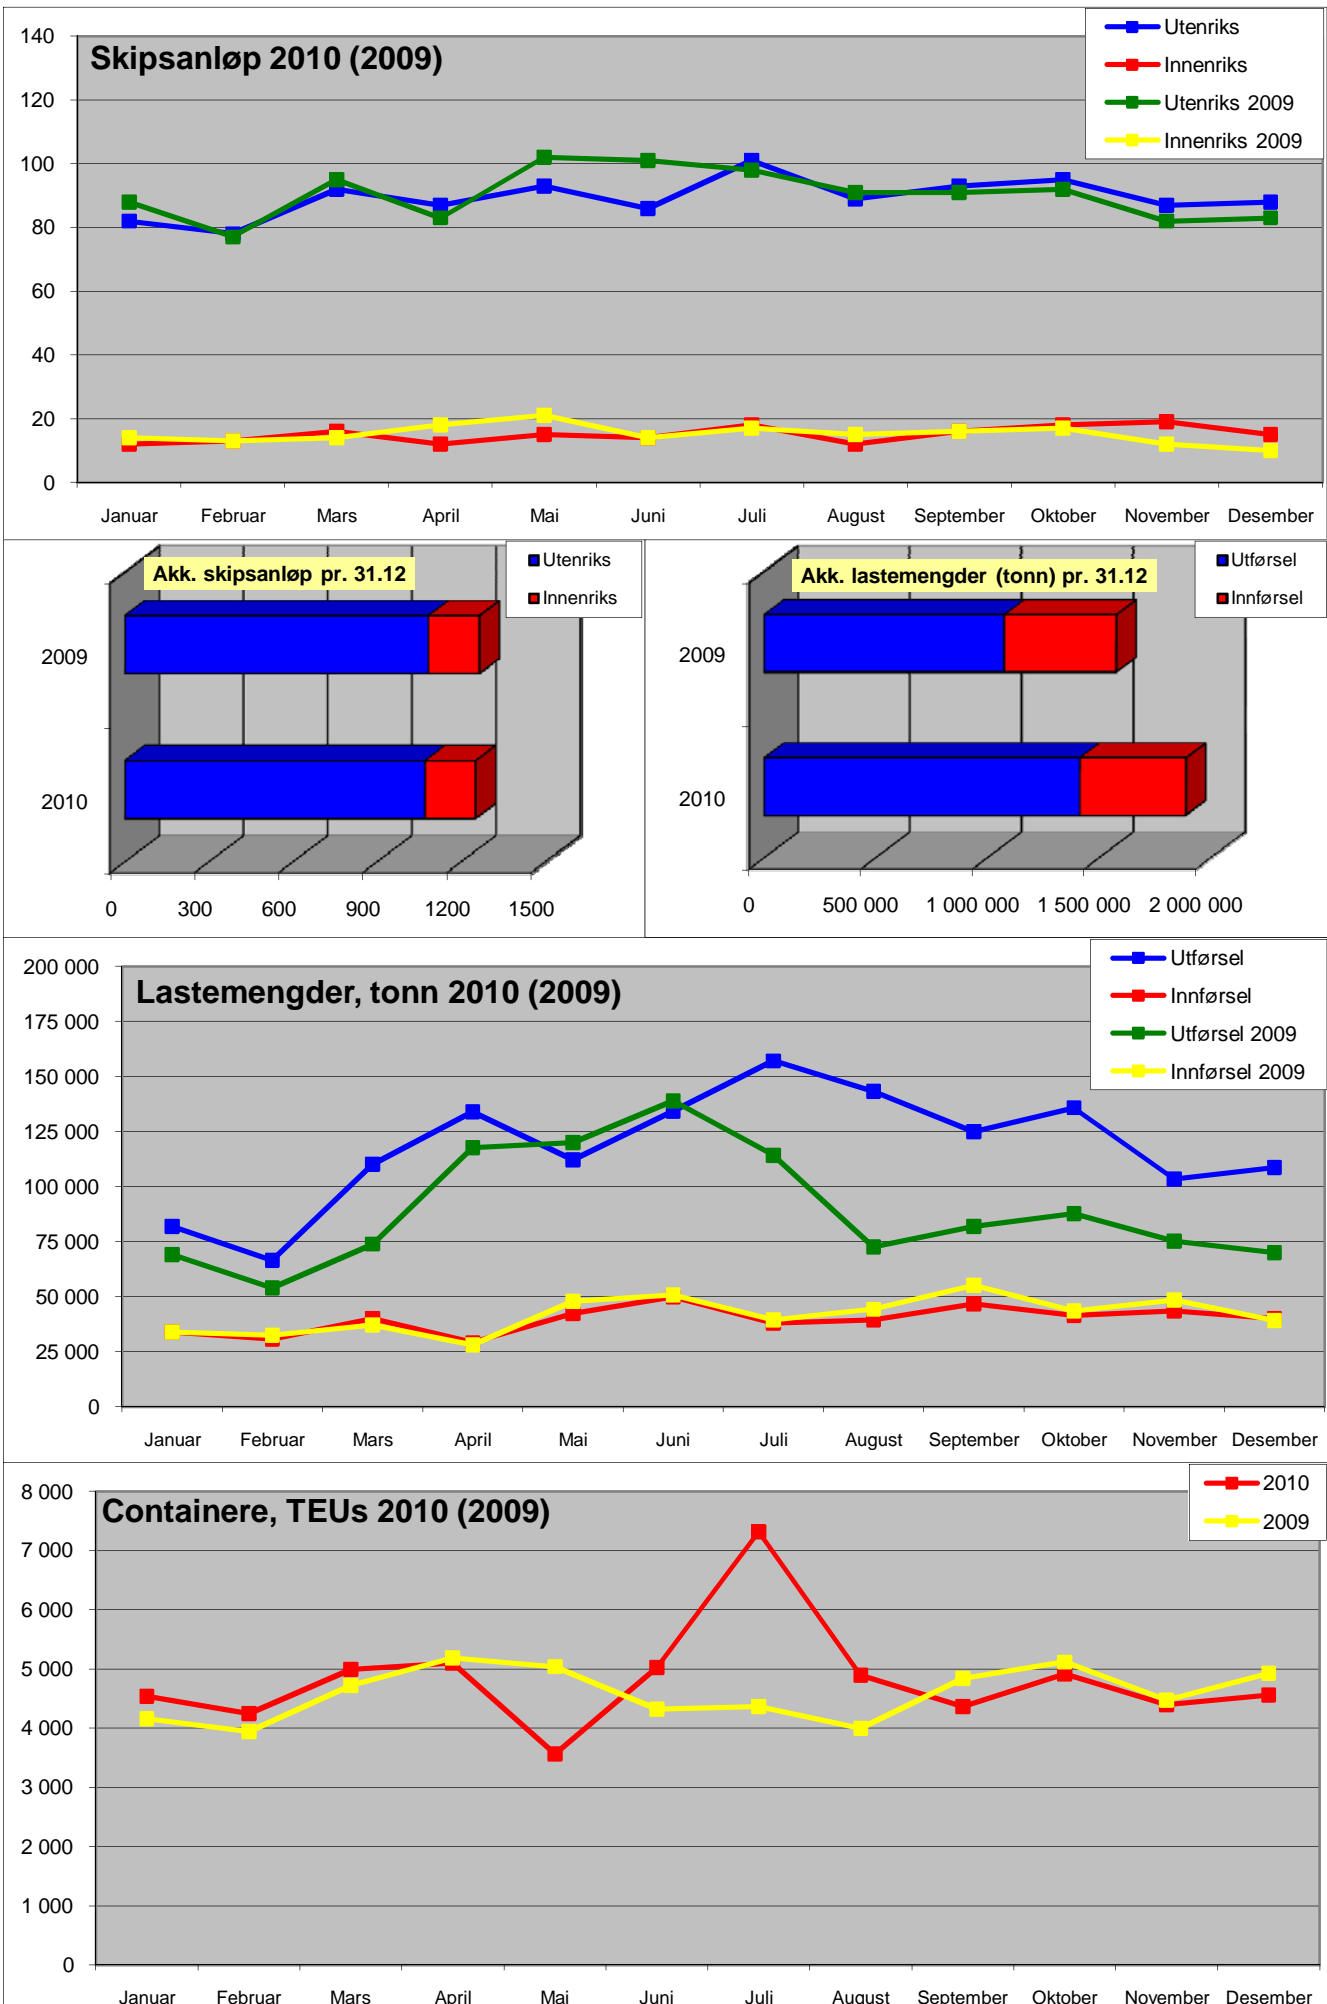 Skipsanløp 2010 (2009)
Utenriks
Innenriks
Utenriks 2009
Innenriks 2009
140
120
100
80
60
40
20
0
Januar Februar Mars April Mai Juni Juli August September Oktober November Desember
Akk. skipsanløp pr. 31.12
Utenriks
Innenriks
2009
2010
0 300 600 900 1200 1500
Akk. lastemengder (tonn) pr. 31.12
Utførsel
Innførsel
2009
2010
0 500 000 1 000 000 1 500 000 2 000 000
Lastemengder, tonn 2010 (2009)
Utførsel
Innførsel
Utførsel 2009
Innførsel 2009
200 000
175 000
150 000
125 000
100 000
75 000
50 000
25 000
0
Januar Februar Mars April Mai Juni Juli August September Oktober November Desember
Containere, TEUs 2010 (2009)
2010
2009
8 000
7 000
6 000
5 000
4 000
3 000
2 000
1 000
0
Januar Februar Mars April Mai Juni Juli August September Oktober November Desember